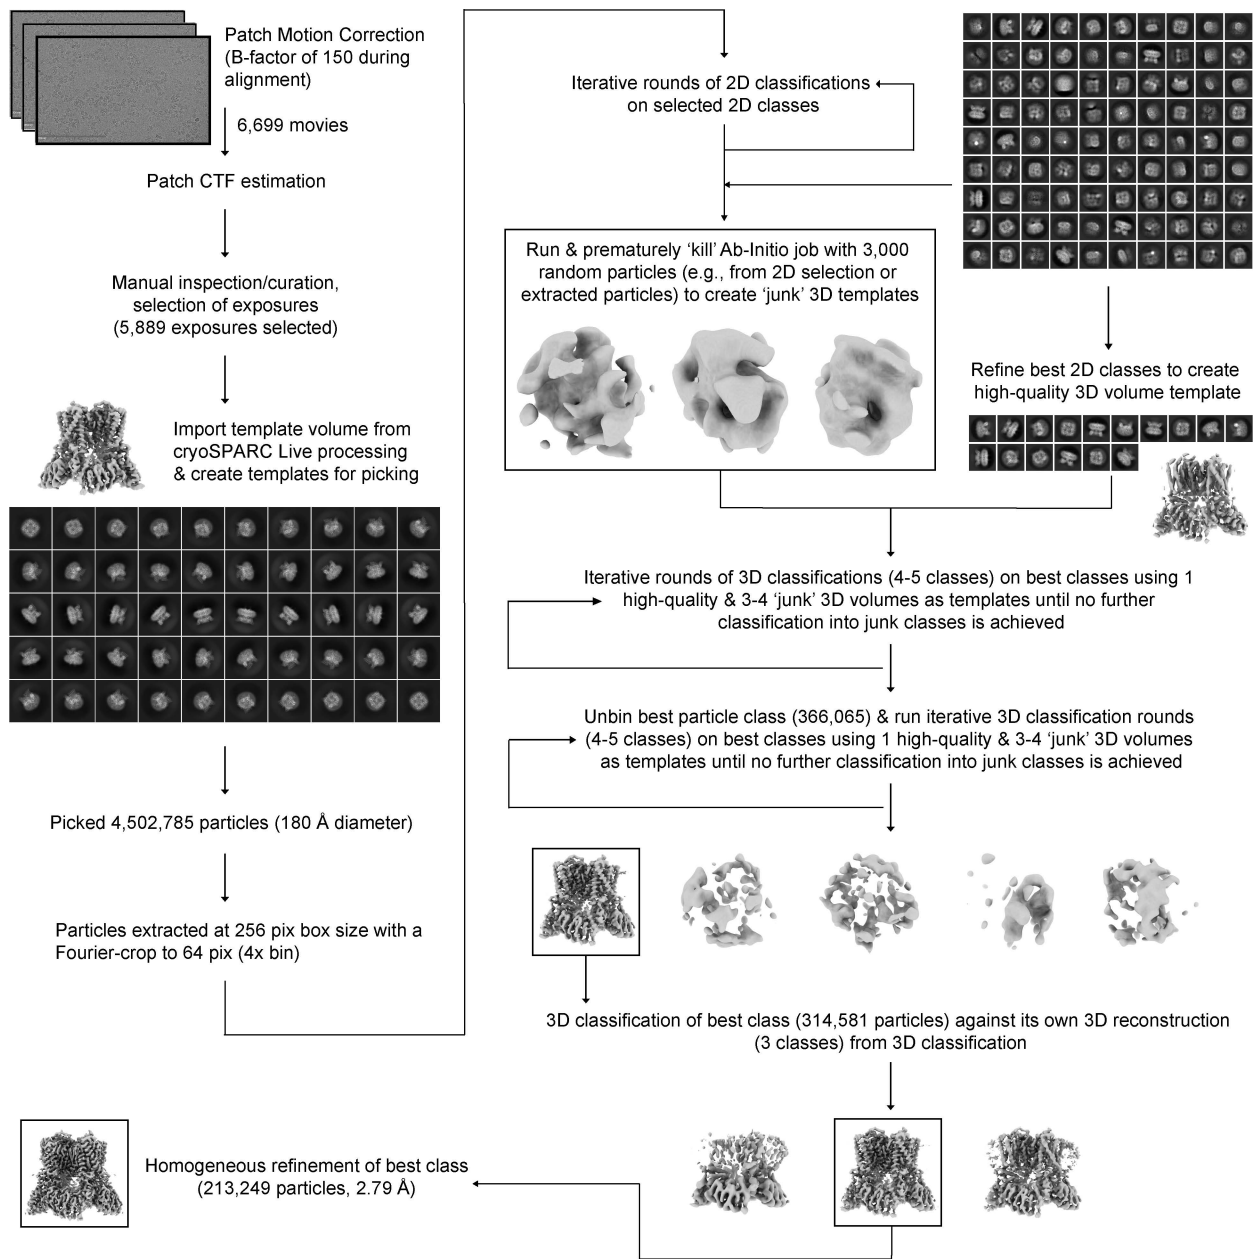 Patch Motion Correction
(B-factor of 150 during
alignment)
6,699 movies
Patch CTF estimation
Manual inspection/curation,
selection of exposures
(5,889 exposures selected)
Import template volume from
cryoSPARC Live processing
& create templates for picking
Picked 4,502,785 particles (180 Å diameter)
Particles extracted at 256 pix box size with a
Fourier-crop to 64 pix (4x bin)
Iterative rounds of 2D classifications
on selected 2D classes
Run & prematurely ‘kill’ Ab-Initio job with 3,000
random particles (e.g., from 2D selection or
extracted particles) to create ‘junk’ 3D templates
Refine best 2D classes to create
high-quality 3D volume template
Iterative rounds of 3D classifications (4-5 classes) on best classes using 1
high-quality & 3-4 ‘junk’ 3D volumes as templates until no further
classification into junk classes is achieved
Unbin best particle class (366,065) & run iterative 3D classification rounds
(4-5 classes) on best classes using 1 high-quality & 3-4 ‘junk’ 3D volumes
as templates until no further classification into junk classes is achieved
3D classification of best class (314,581 particles) against its own 3D reconstruction
(3 classes) from 3D classification
Homogeneous refinement of best class
(213,249 particles, 2.79 Å)